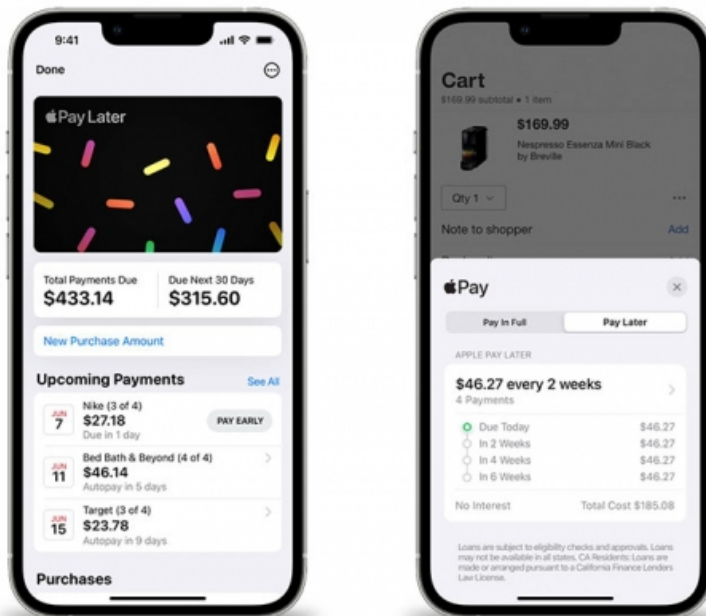 9:41
Done
Pay Later
Total Payments Due
$433.14
Due Next 30 Days
$315.60
New Purchase Amount
Upcoming Payments
See All
JUN
7
Nike (3 of 4)
$27.18
Due in 1 day
PAY EARLY
JUN
11
Bed Bath & Beyond (4 of 4)
$46.14
Autopay in 5 days
JUN
15
Target (3 of 4)
$23.78
Autopay in 9 days
Purchases
Cart
$169.99 subtotal • 1 item
$169.99
Nespresso Essenza Mini Black
by Breville
Qty 1
Note to shopper
Add
Pay
Pay in Full
Pay Later
APPLE PAY LATER
$46.27 every 2 weeks
4 Payments
Due Today $46.27
In 2 Weeks $46.27
In 4 Weeks $46.27
In 6 Weeks $46.27
No Interest
Total Cost $185.08
Loans are subject to eligibility checks and approvals. Loans
may not be available in all states. CA Residents: Loans are
made or arranged pursuant to a California Finance Lenders
Law License.